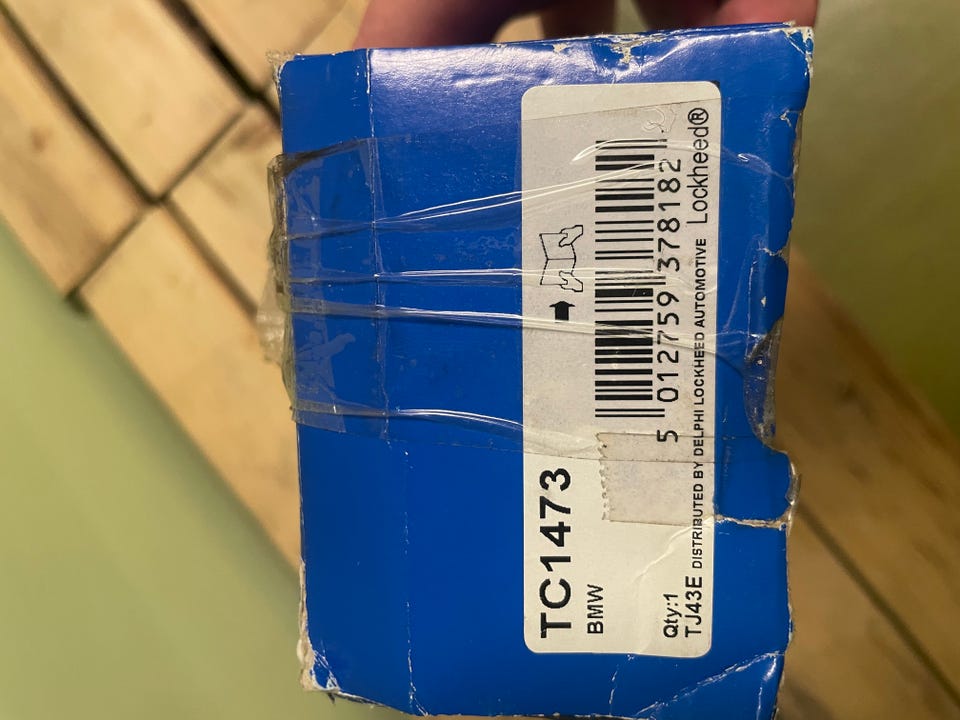 TC1473
BMW
5 012759 378182
Qty:1
TJ43E DISTRIBUTED BY DELPHI LOCKHEED AUTOMOTIVE Lockheed®